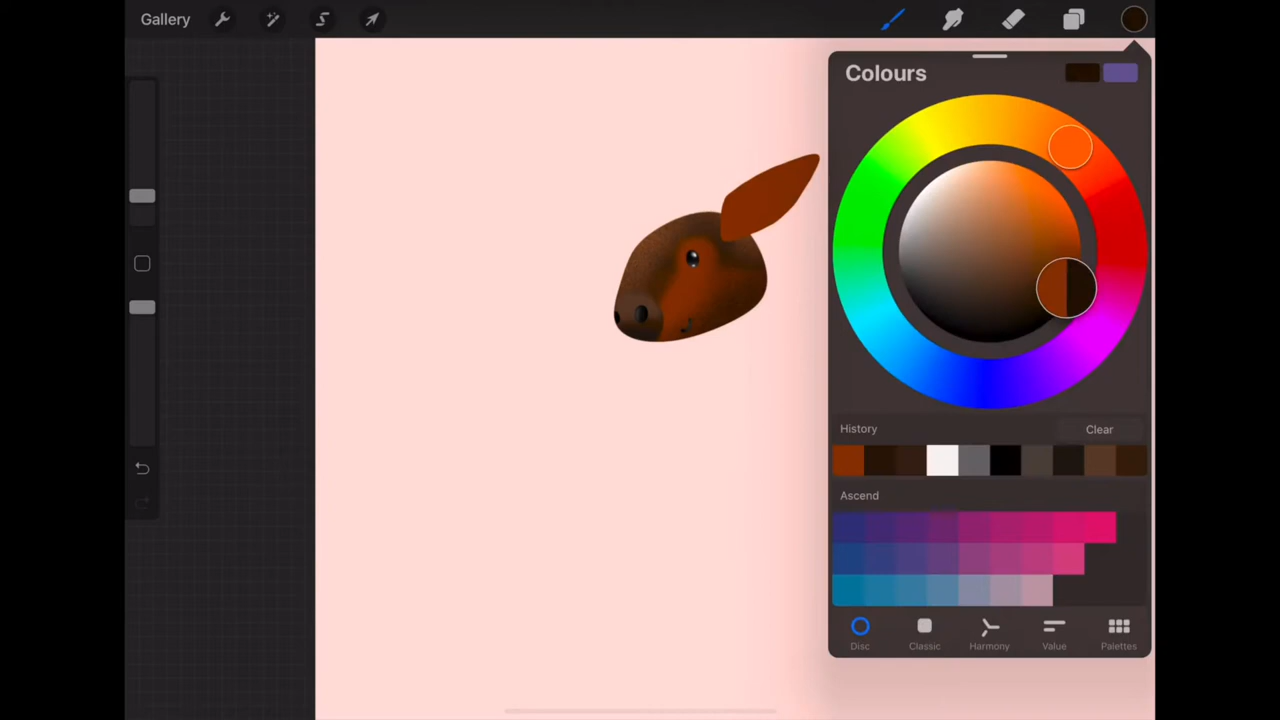 Gallery
Colours
History
Clear
Ascend
Disc
Classic
Harmony
Value
Palettes